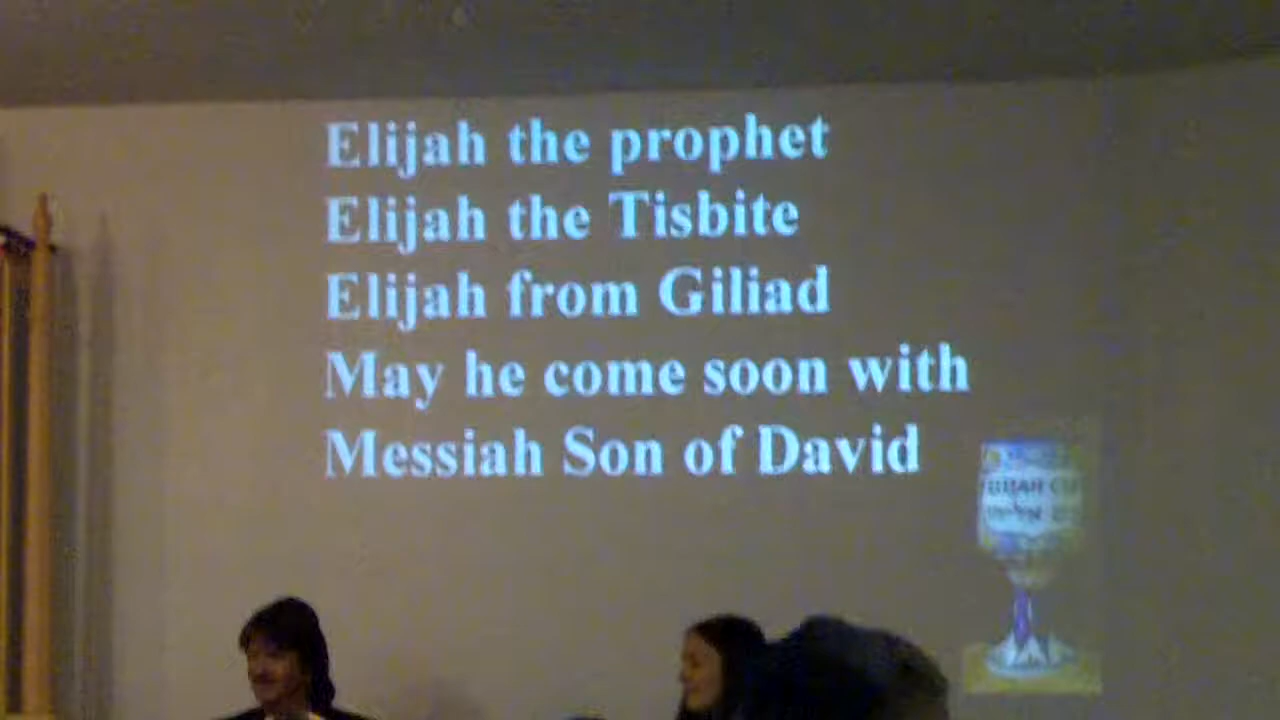 Elijah the prophet
Elijah the Tisbite
Elijah from Giliad
May he come soon with
Messiah Son of David